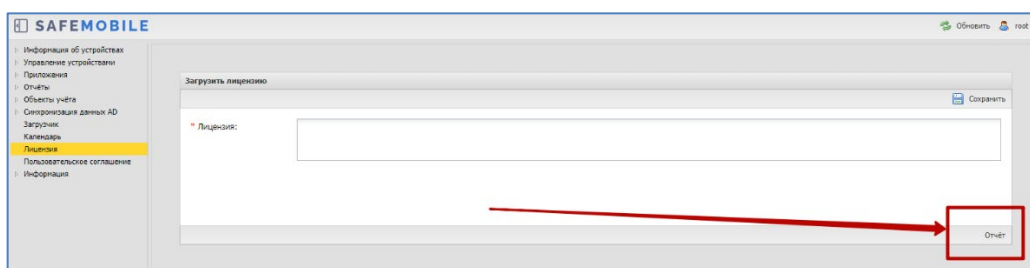 SAFEMOBILE
Обновить root
Информация об устройствах
Управление устройствами
Приложения
Отчёты
Объекты учёта
Синхронизация данных AD
Загрузчик
Календарь
Лицензия
Пользовательское соглашение
Информация
Загрузить лицензию
Сохранить
* Лицензия:
Отчёт